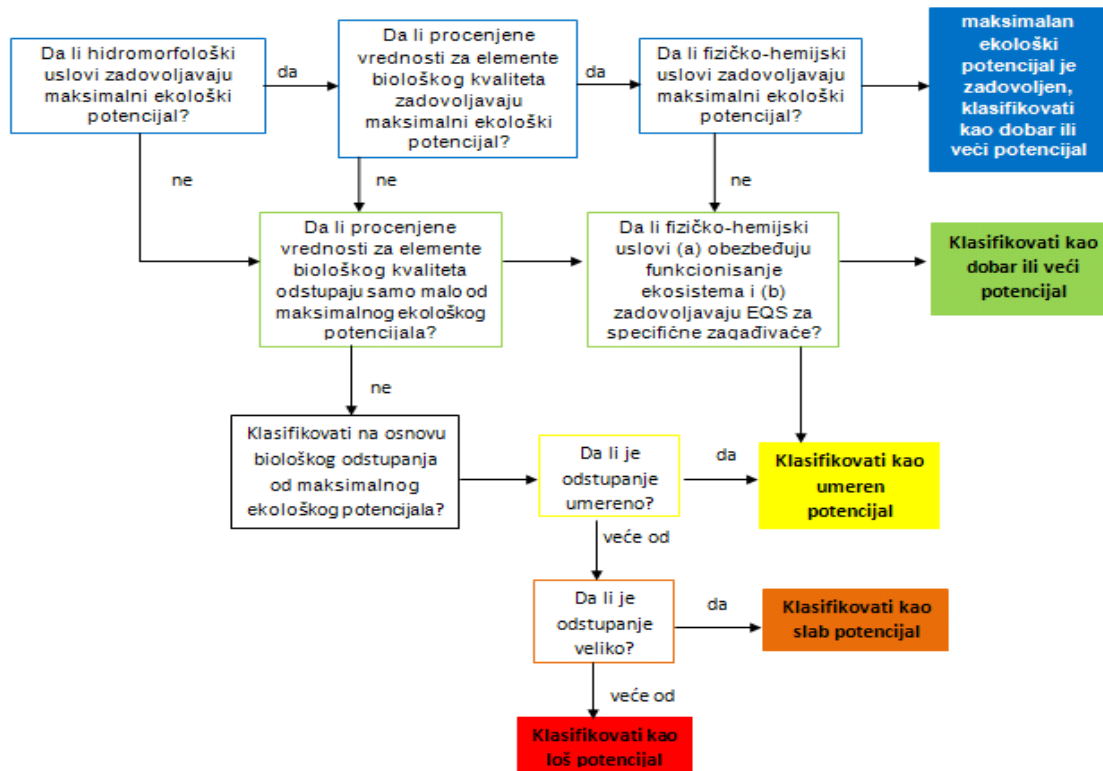 Da li hidromorfološki
uslovi zadovoljavaju
maksimalni ekološki
potencijal?
da
Da li procenjene
vrednosti za elemente
biološkog kvaliteta
zadovoljavaju
maksimalni ekološki
potencijal?
da
Da li fizičko-hemijski
uslovi zadovoljavaju
maksimalni ekološki
potencijal?
maksimalan
ekološki
potencijal je
zadovoljen,
klasifikovati
kao dobar ili
veći potencijal
ne
ne
ne
Da li procenjene
vrednosti za elemente
biološkog kvaliteta
odstupaju samo malo od
maksimalnog ekološkog
potencijala?
Da li fizičko-hemijski
uslovi (a) obezbeđuju
funkcionisanje
ekosistema i (b)
zadovoljavaju EQS za
specifične zagađivače?
Klasifikovati kao
dobar ili veći
potencijal
ne
Klasifikovati na osnovu
biološkog odstupanja
od maksimalnog
ekološkog potencijala?
Da li je
odstupanje
umereno?
da
Klasifikovati kao
umeren
potencijal
veće od
Da li je
odstupanje
veliko?
da
Klasifikovati kao
slab potencijal
veće od
Klasifikovati kao
loš potencijal